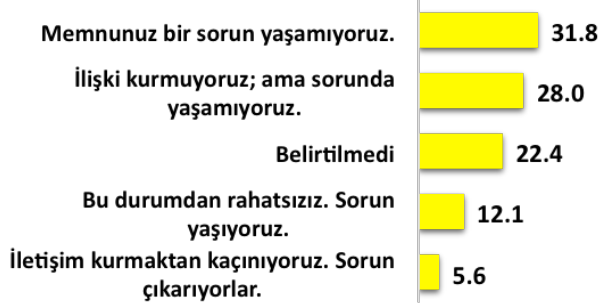 Memnunuz bir sorun yaşamıyoruz. 31.8
İlişki kurmuyoruz; ama sorunda
yaşamıyoruz. 28.0
Belirtilmedi 22.4
Bu durumdan rahatsızız. Sorun
yaşıyoruz. 12.1
İletişim kurmaktan kaçınıyoruz. Sorun
çıkarıyorlar. 5.6